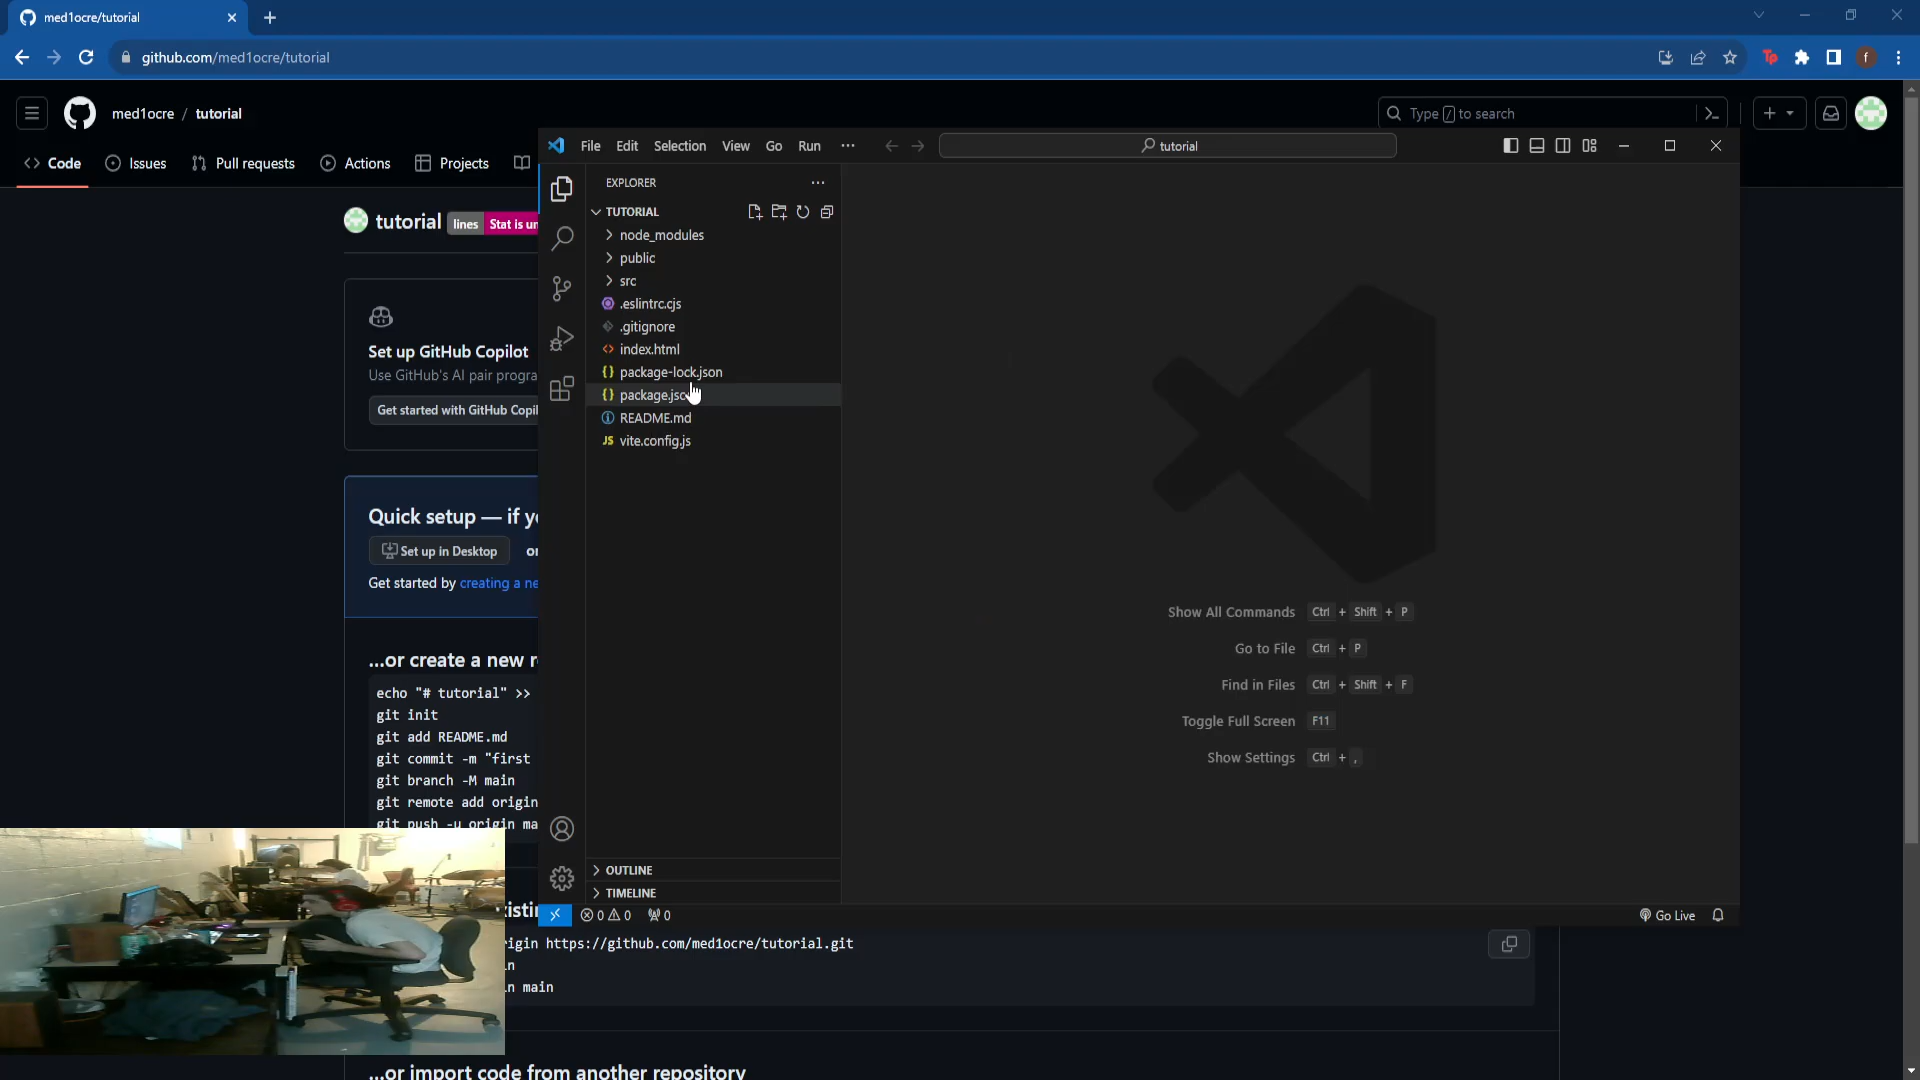 med1ocre/tutorial
github.com/med1ocre/tutorial
med1ocre / tutorial
Type / to search
Code Issues Pull requests Actions Projects
tutorial lines Stat is un
Set up GitHub Copilot
Use GitHub's AI pair progra
Get started with GitHub Copil
Quick setup — if yo
Set up in Desktop or
Get started by creating a ne
...or create a new r
echo "# tutorial" >>
git init
git add README.md
git commit -m "first
git branch -M main
git remote add origin
git push -u origin ma
File Edit Selection View Go Run
tutorial
EXPLORER
TUTORIAL
node_modules
public
src
.eslintrc.cjs
.gitignore
index.html
package-lock.json
package.jso
README.md
vite.config.js
OUTLINE
TIMELINE
Show All Commands Ctrl + Shift + P
Go to File Ctrl + P
Find in Files Ctrl + Shift + F
Toggle Full Screen F11
Show Settings Ctrl + ,
0 0 0
Go Live
xisti
rigin https://github.com/med1ocre/tutorial.git
n
n main
...or import code from another repository